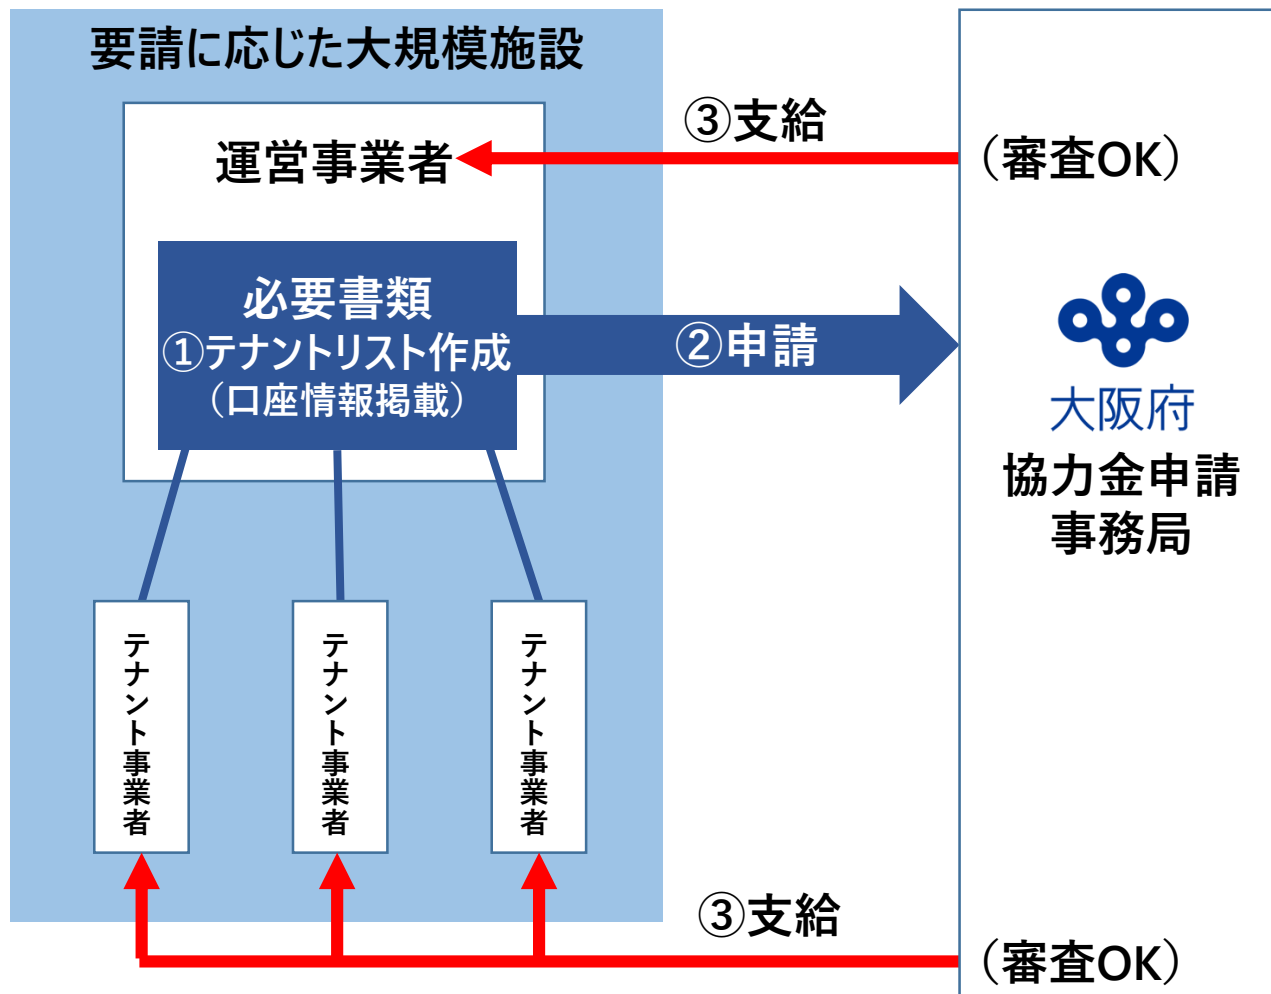 要請に応じた大規模施設
運営事業者
必要書類
①テナントリスト作成
（口座情報掲載）
テナント事業者
テナント事業者
テナント事業者
③支給
②申請
③支給
（審査OK）
大阪府
協力金申請
事務局
（審査OK）